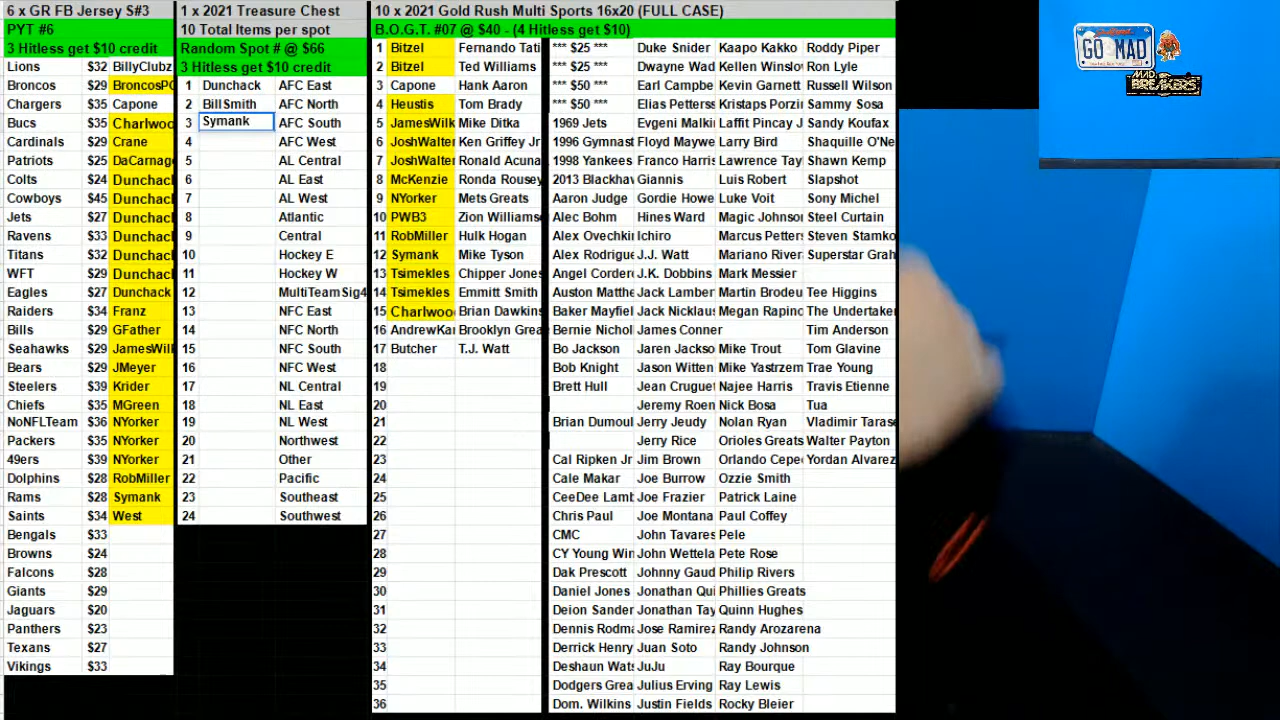 6 x GR FB Jersey S#3
PYT #6
3 Hitless get $10 credit
Lions $32 BillyClubz
Broncos $29 BroncosPC
Chargers $35 Capone
Bucs $35 Charlwoo
Cardinals $29 Crane
Patriots $25 DaCarnage
Colts $24 Dunchack
Cowboys $45 Dunchack
Jets $27 Dunchack
Ravens $33 Dunchack
Titans $32 Dunchack
WFT $29 Dunchack
Eagles $27 Dunchack
Raiders $34 Franz
Bills $29 GFather
Seahawks $29 JamesWilk
Bears $29 JMeyer
Steelers $39 Krider
Chiefs $35 MGreen
NoNFLTeam $36 NYorker
Packers $35 NYorker
49ers $39 NYorker
Dolphins $28 RobMiller
Rams $28 Symank
Saints $34 West
Bengals $33
Browns $24
Falcons $28
Giants $29
Jaguars $20
Panthers $23
Texans $27
Vikings $33
1 x 2021 Treasure Chest
10 Total Items per spot
Random Spot # @ $66
3 Hitless get $10 credit
1 Dunchack AFC East
2 Bill Smith AFC North
3 Symank AFC South
4 AFC West
5 AL Central
6 AL East
7 AL West
8 Atlantic
9 Central
10 Hockey E
11 Hockey W
12 MultiTeamSig4
13 NFC East
14 NFC North
15 NFC South
16 NFC West
17 NL Central
18 NL East
19 NL West
20 Northwest
21 Other
22 Pacific
23 Southeast
24 Southwest
10 x 2021 Gold Rush Multi Sports 16x20 (FULL CASE)
B.O.G.T. #07 @ $40 - (4 Hitless get $10)
1 Bitzel Fernando Tati *** $25 *** Duke Snider Kaapo Kakko Roddy Piper
2 Bitzel Ted Williams *** $25 *** Dwayne Wad Kellen Winslo Ron Lyle
3 Capone Hank Aaron *** $50 *** Earl Campbe Kevin Garnett Russell Wilson
4 Heustis Tom Brady *** $50 *** Elias Petterss Kristaps Porzi Sammy Sosa
5 JamesWilk Mike Ditka 1969 Jets Evgeni Malki Laffit Pincay J Sandy Koufax
6 JoshWalter Ken Griffey Jr 1996 Gymnast Floyd Maywe Larry Bird Shaquille O'Ne
7 JoshWalter Ronald Acuna 1998 Yankees Franco Harris Lawrence Tay Shawn Kemp
8 McKenzie Ronda Rousey 2013 Blackhav Giannis Luis Robert Slapshot
9 NYorker Mets Greats Aaron Judge Gordie Howe Luke Voit Sony Michel
10 PWB3 Zion Williams Alec Bohm Hines Ward Magic Johnso Steel Curtain
11 RobMiller Hulk Hogan Alex Ovechki Ichiro Marcus Petter Steven Stamko
12 Symank Mike Tyson Alex Rodrigue J.J. Watt Mariano River Superstar Grah
13 Tsimekles Chipper Jones Angel Corder J.K. Dobbins Mark Messier
14 Tsimekles Emmitt Smith Auston Matthe Jack Lamber Martin Brodeu Tee Higgins
15 Charlwoo Brian Dawkins Baker Mayfiel Jack Nicklaus Megan Rapino The Undertaker
16 AndrewKar Brooklyn Grea Bernie Nichol James Conner Tim Anderson
17 Butcher T.J. Watt Bo Jackson Jaren Jackso Mike Trout Tom Glavine
18 Bob Knight Jason Witten Mike Yastrzem Trae Young
19 Brett Hull Jean Cruguet Najee Harris Travis Etienne
20 Jeremy Roen Nick Bosa Tua
21 Brian Dumoul Jerry Jeudy Nolan Ryan Vladimir Tarase
22 Jerry Rice Orioles Greats Walter Payton
23 Cal Ripken Jr Jim Brown Orlando Cepe Yordan Alvarez
24 Cale Makar Joe Burrow Ozzie Smith
25 CeeDee Lamb Joe Frazier Patrick Laine
26 Chris Paul Joe Montana Paul Coffey
27 CMC John Tavares Pele
28 CY Young Win John Wettela Pete Rose
29 Dak Prescott Johnny Gaud Philip Rivers
30 Daniel Jones Jonathan Qui Phillies Greats
31 Deion Sander Jonathan Tay Quinn Hughes
32 Dennis Rodma Jose Ramirez Randy Arozarena
33 Derrick Henry Juan Soto Randy Johnson
34 Deshaun Wats JuJu Ray Bourque
35 Dodgers Grea Julius Erving Ray Lewis
36 Dom. Wilkins Justin Fields Rocky Bleier
GO MAD
MAD BREAKERS